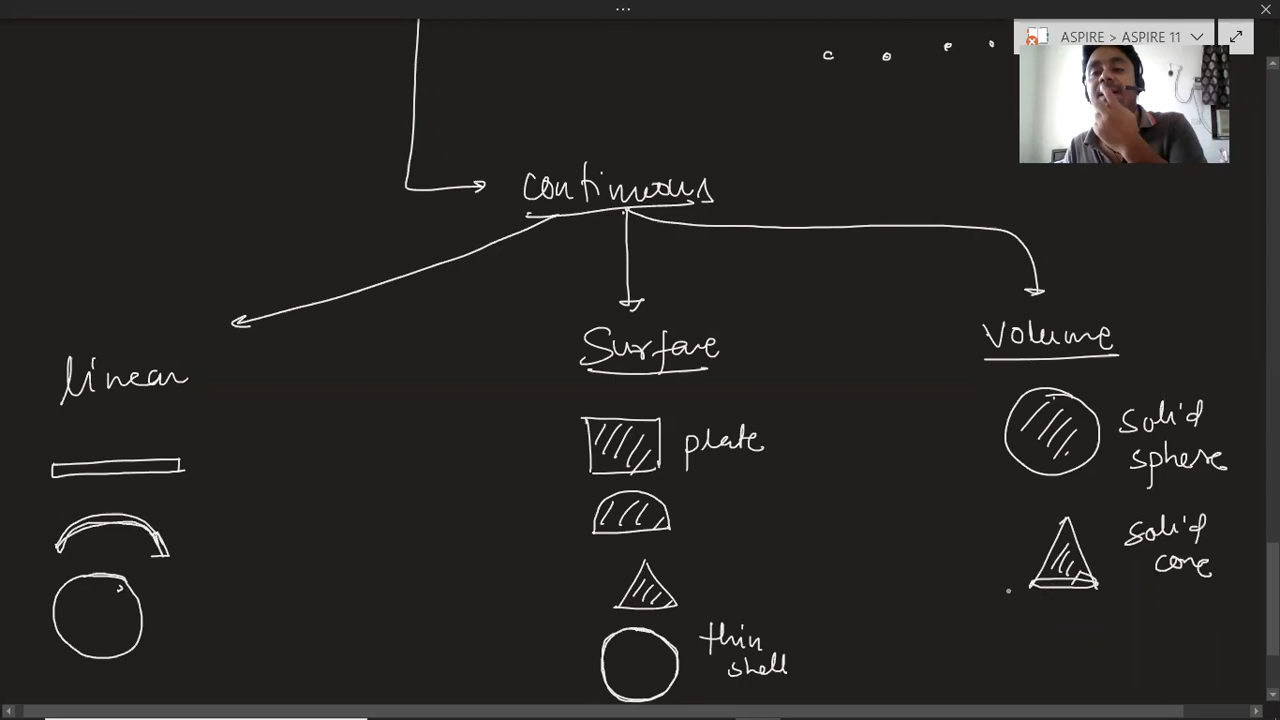 ASPIRE > ASPIRE 11
continuous
linear
Surface
Volume
plate
thin
shell
solid
sphere
solid
cone